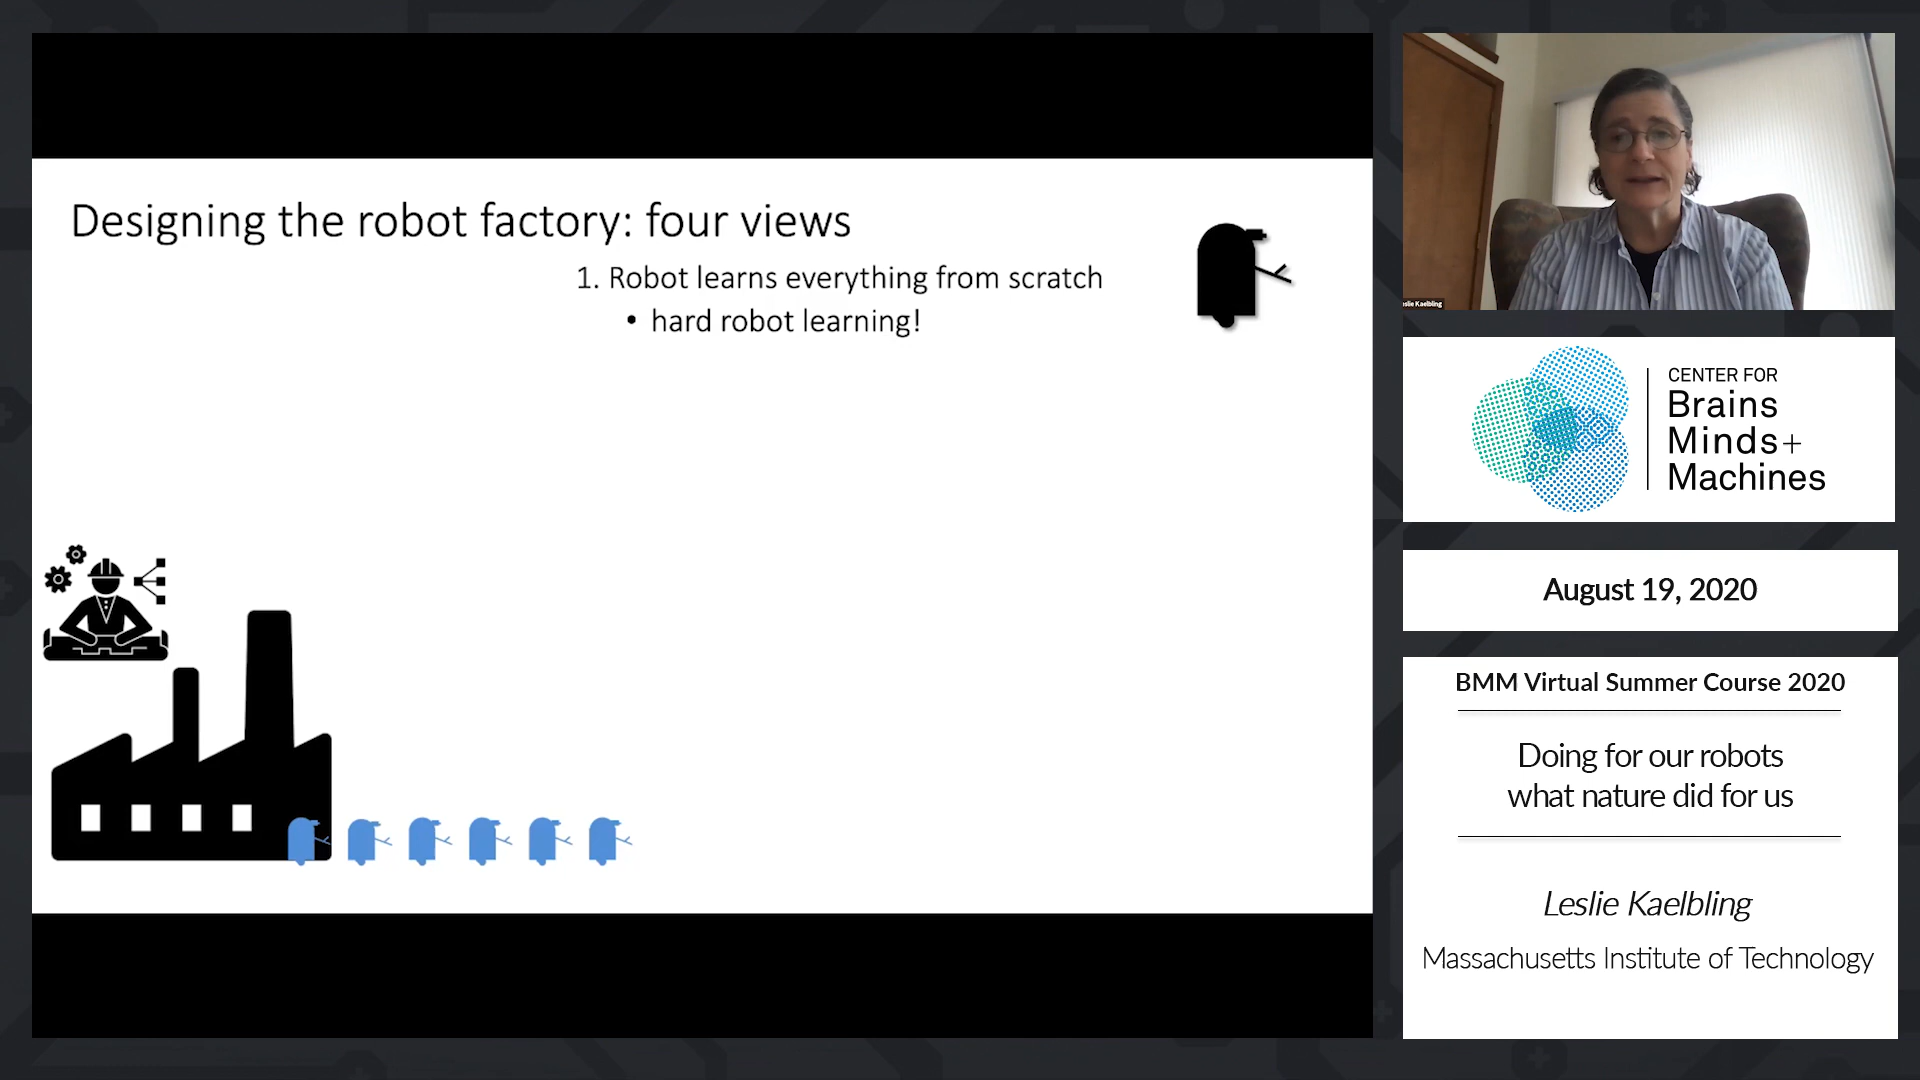 Designing the robot factory: four views
1. Robot learns everything from scratch
• hard robot learning!
Leslie Kaelbling
CENTER FOR
Brains
Minds+
Machines
August 19, 2020
BMM Virtual Summer Course 2020
Doing for our robots
what nature did for us
Leslie Kaelbling
Massachusetts Institute of Technology